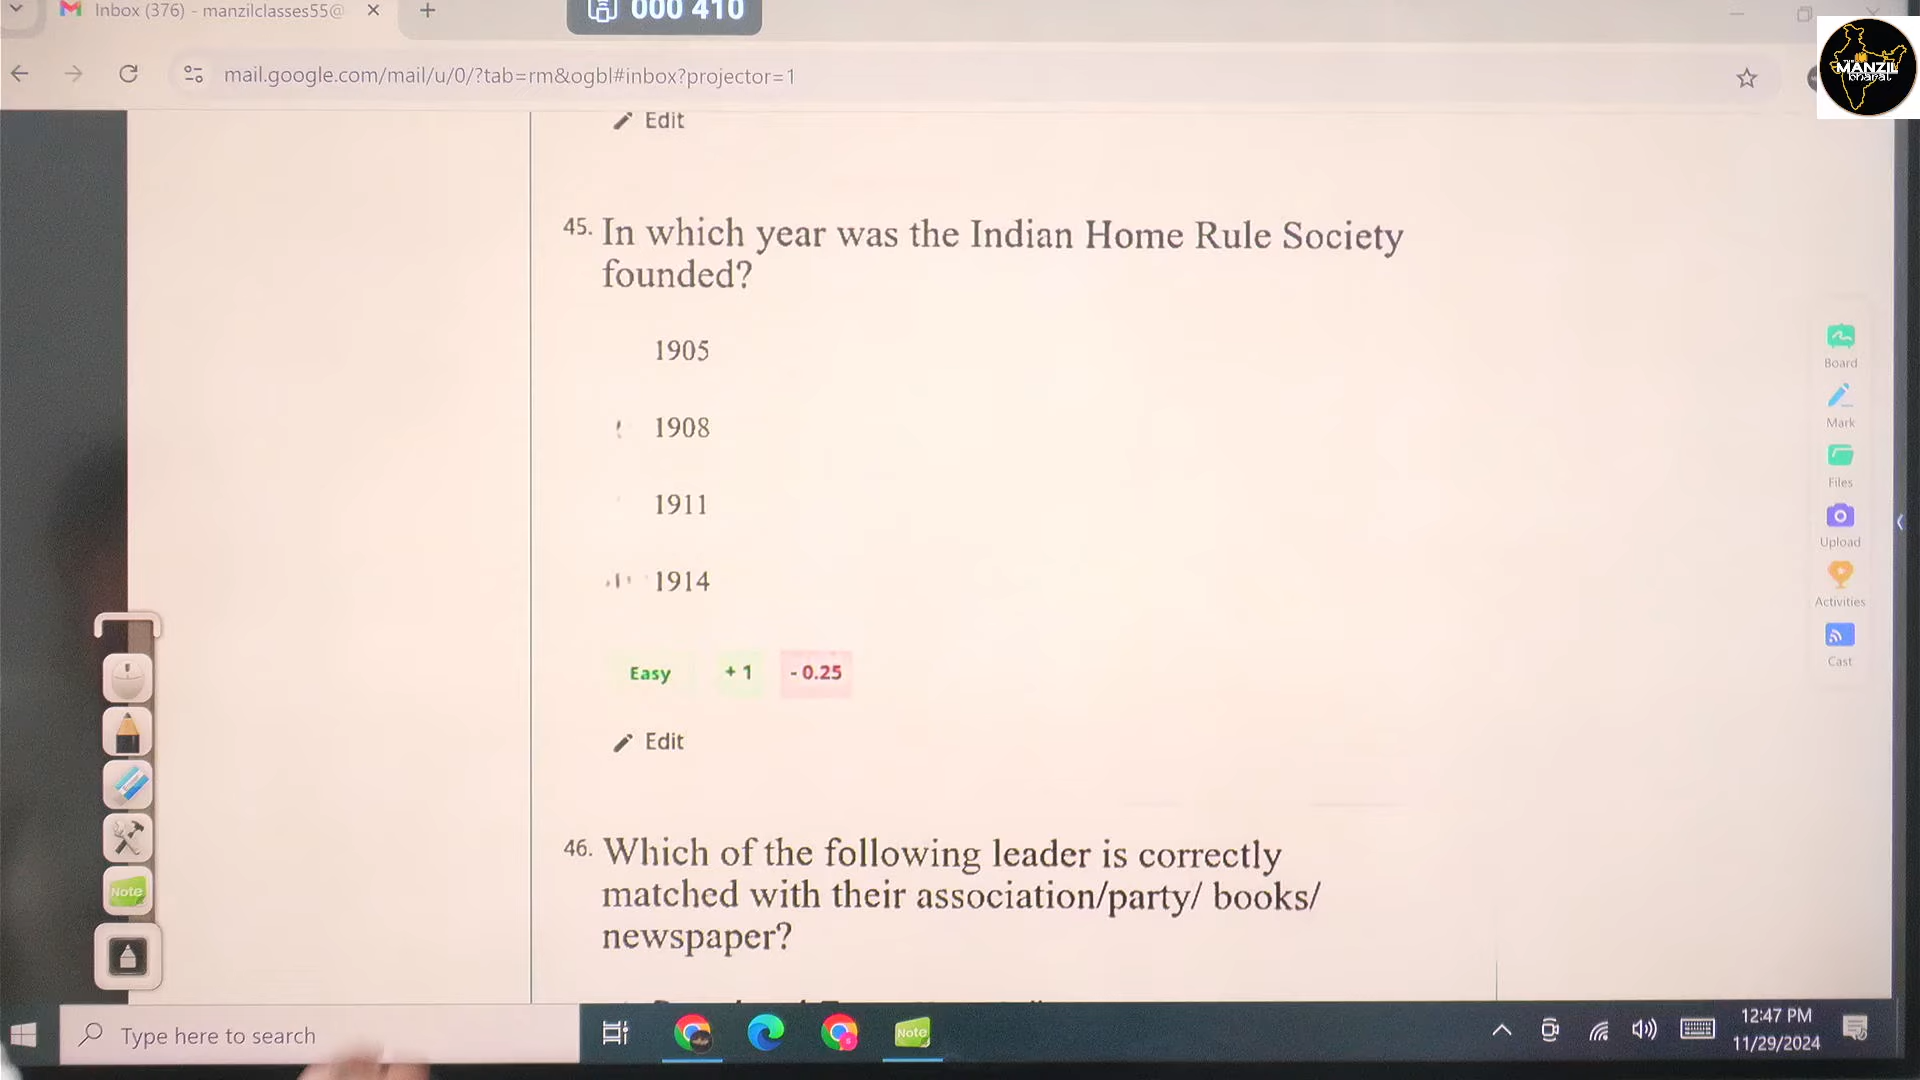 Inbox (376) - manzilclasses55@
000 410
mail.google.com/mail/u/0/?tab=rm&ogbl#inbox?projector=1
MANZIL
bharat
Edit
45. In which year was the Indian Home Rule Society
founded?
1905
1908
1911
1914
Easy +1 - 0.25
Edit
46. Which of the following leader is correctly
matched with their association/party/ books/
newspaper?
Board
Mark
Files
Upload
Activities
Cast
Note
Type here to search
Note
12:47 PM
11/29/2024